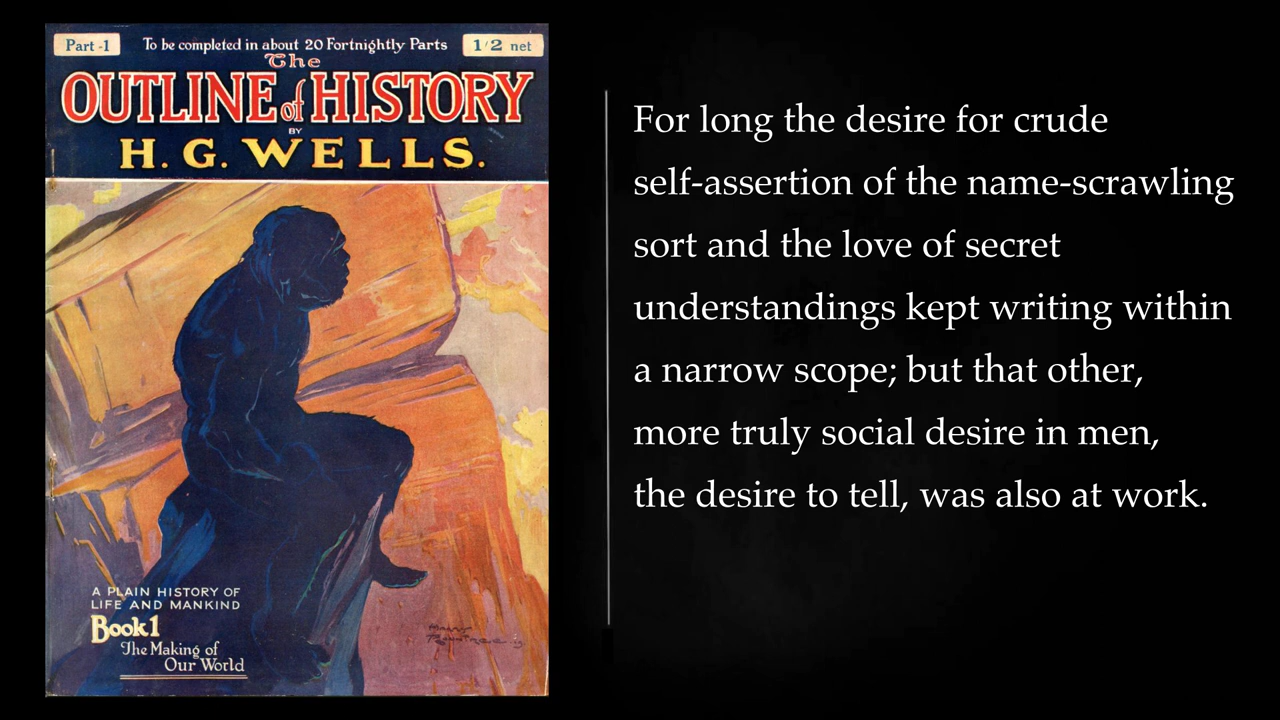 Part -1
To be completed in about 20 Fortnightly Parts
1/2 net
The
OUTLINE of HISTORY
BY
H. G. WELLS.
A PLAIN HISTORY OF
LIFE AND MANKIND
Book 1
The Making of
Our World
For long the desire for crude
self-assertion of the name-scrawling
sort and the love of secret
understandings kept writing within
a narrow scope; but that other,
more truly social desire in men,
the desire to tell, was also at work.